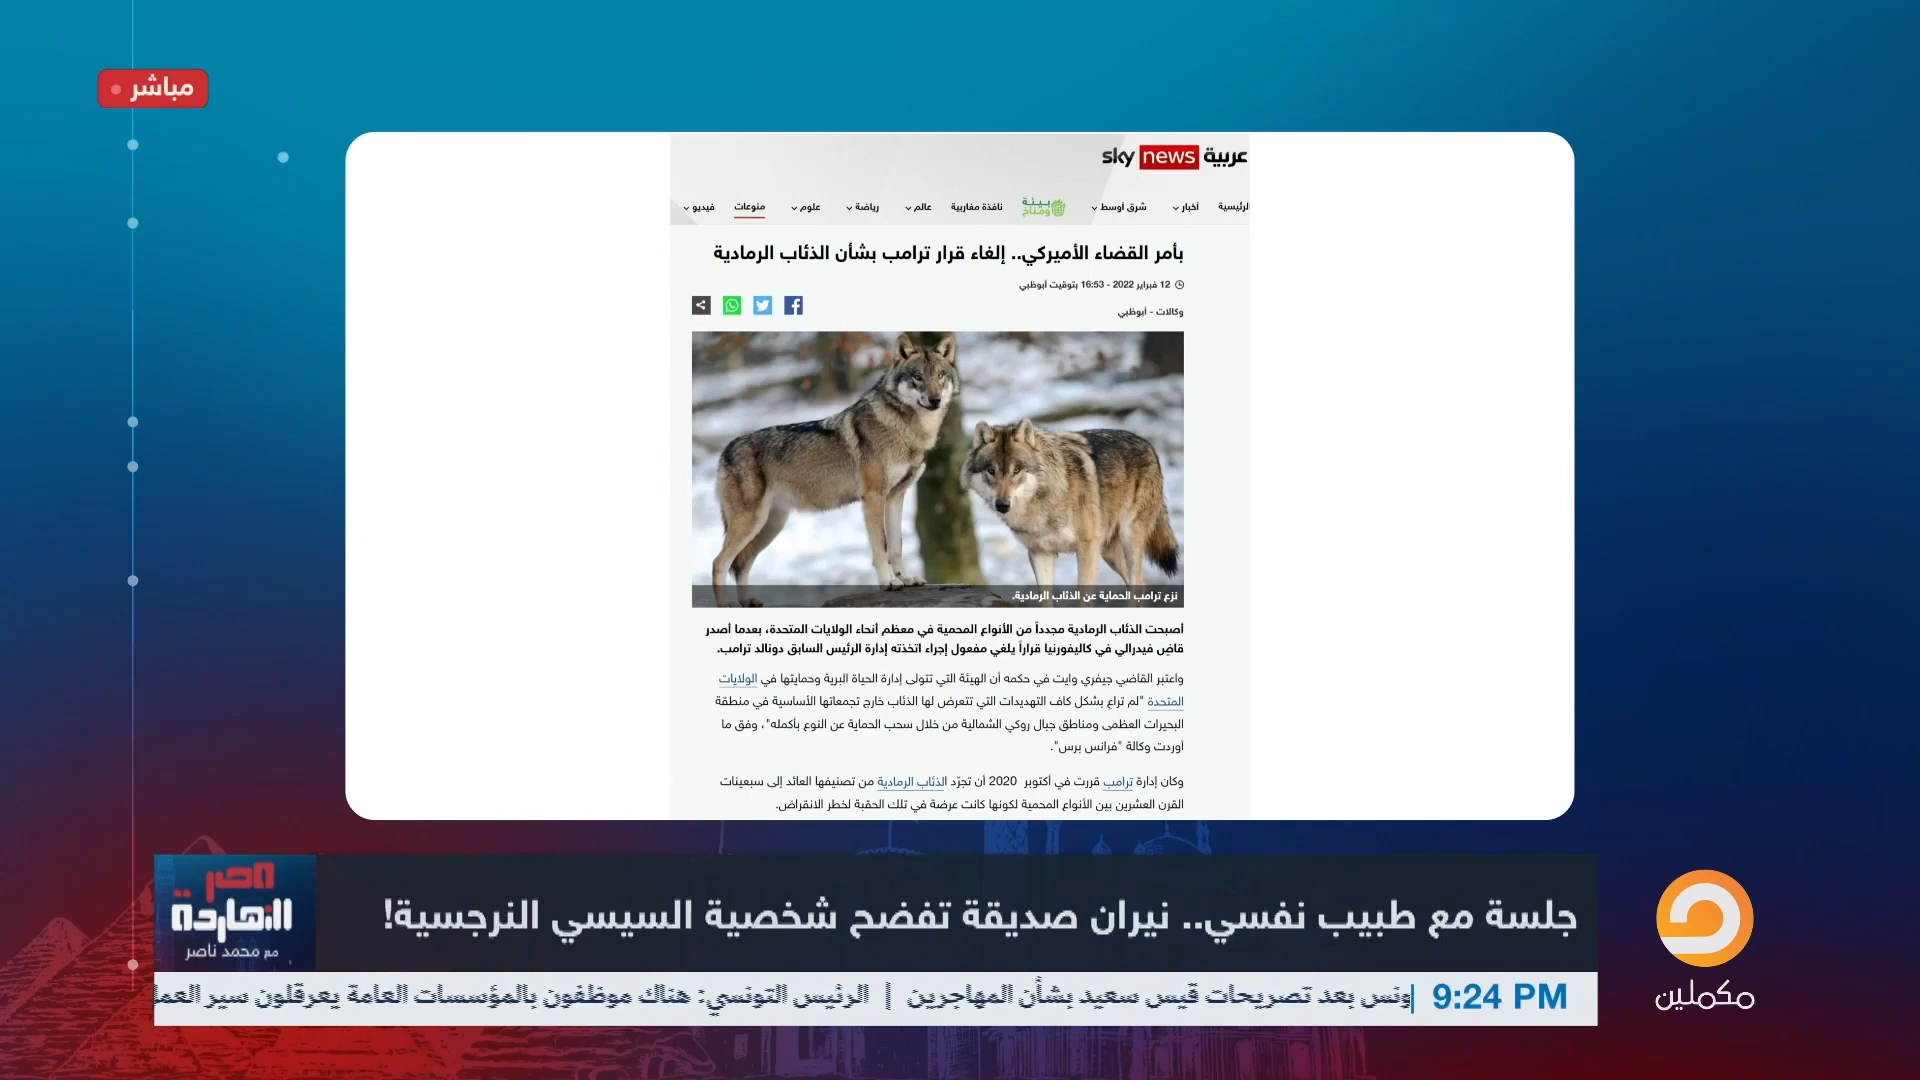 مباشر
sky news عربية
الرئيسية أخبار شرق أوسط بيئة ومناخ نافذة مغاربية عالم رياضة علوم منوعات فيديو
بأمر القضاء الأميركي.. إلغاء قرار ترامب بشأن الذئاب الرمادية
12 فبراير 2022 - 16:53 بتوقيت أبوظبي
وكالات - أبوظبي
نزع ترامب الحماية عن الذئاب الرمادية.
أصبحت الذئاب الرمادية مجدداً من الأنواع المحمية في معظم أنحاء الولايات المتحدة، بعدما أصدر
قاضٍ فيدرالي في كاليفورنيا قراراً يلغي مفعول إجراء اتخذته إدارة الرئيس السابق دونالد ترامب.
واعتبر القاضي جيفري وايت في حكمه أن الهيئة التي تتولى إدارة الحياة البرية وحمايتها في الولايات
المتحدة "لم تراعِ بشكل كاف التهديدات التي تتعرض لها الذئاب خارج تجمعاتها الأساسية في منطقة
البحيرات العظمى ومناطق جبال روكي الشمالية من خلال سحب الحماية عن النوع بأكمله"، وفق ما
أوردت وكالة "فرانس برس".
وكان إدارة ترامب قررت في أكتوبر 2020 أن تجرّد الذئاب الرمادية من تصنيفها العائد إلى سبعينات
القرن العشرين بين الأنواع المحمية لكونها كانت عرضة في تلك الحقبة لخطر الانقراض.
جلسة مع طبيب نفسي.. نيران صديقة تفضح شخصية السيسي النرجسية!
مصر
النهاردة
مع محمد ناصر
9:24 PM
ونس بعد تصريحات قيس سعيد بشأن المهاجرين | الرئيس التونسي: هناك موظفون بالمؤسسات العامة يعرقلون سير العما
مكملين